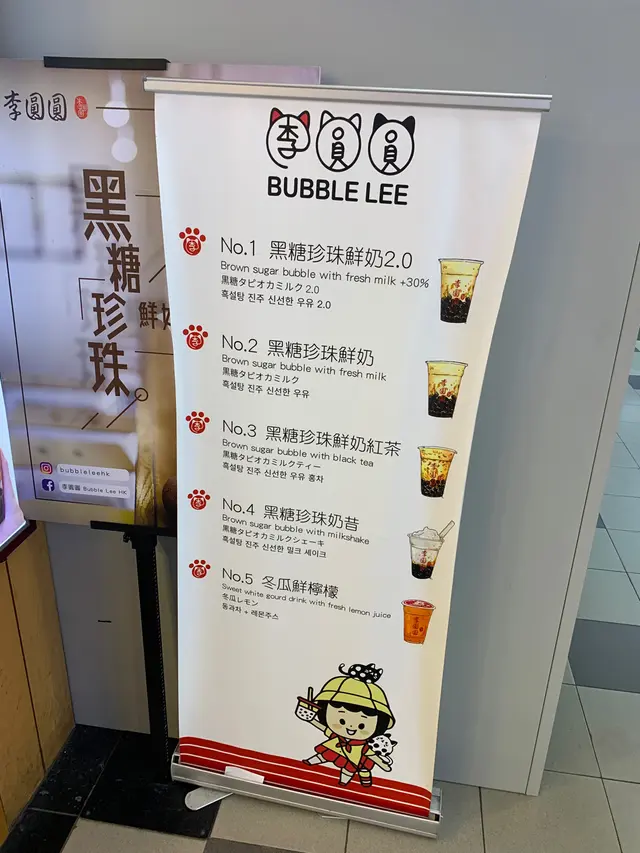 李圓圓
黑糖珍珠
鮮奶
bubbleleehk
李圓圓 Bubble Lee HK
李圓圓
BUBBLE LEE
No.1 黑糖珍珠鮮奶2.0
Brown sugar bubble with fresh milk +30%
黒糖タピオカミルク 2.0
흑설탕 진주 신선한 우유 2.0
No.2 黑糖珍珠鮮奶
Brown sugar bubble with fresh milk
黒糖タピオカミルク
흑설탕 진주 신선한 우유
No.3 黑糖珍珠鮮奶紅茶
Brown sugar bubble with black tea
黒糖タピオカミルクティー
흑설탕 진주 신선한 우유 홍차
No.4 黑糖珍珠奶昔
Brown sugar bubble with milkshake
黒糖タピオカミルクシェーキ
흑설탕 진주 신선한 밀크 셰이크
No.5 冬瓜鮮檸檬
Sweet white gourd drink with fresh lemon juice
冬瓜レモン
동과차 + 레몬주스